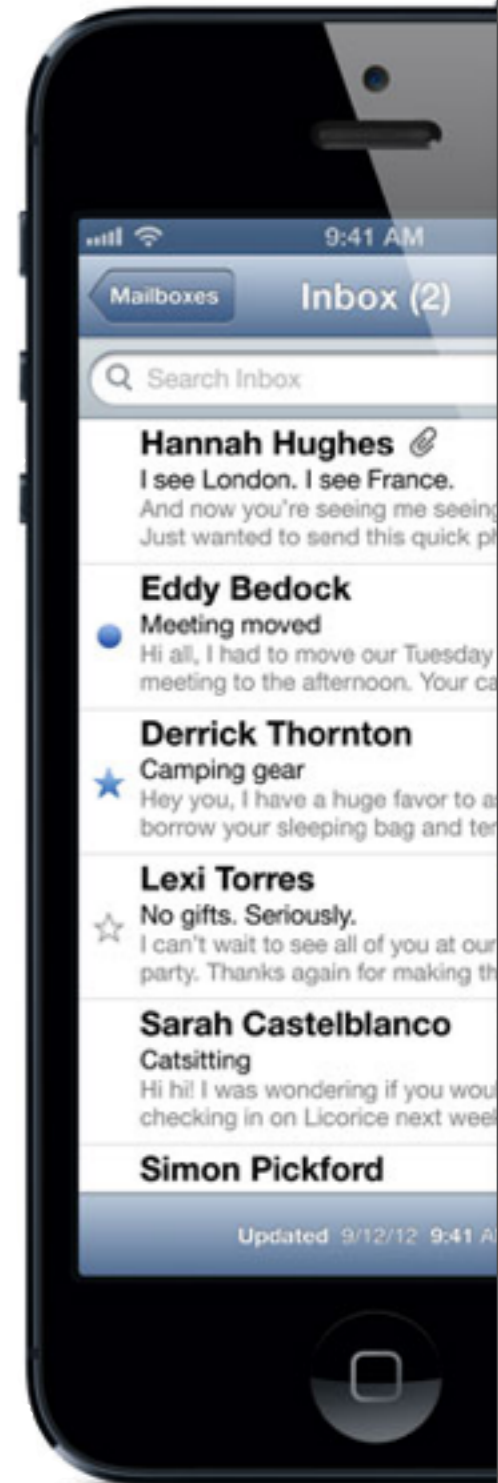 9:41 AM
Mailboxes
Inbox (2)
Search Inbox
Hannah Hughes
I see London. I see France.
And now you're seeing me seeing
Just wanted to send this quick
Eddy Bedock
Meeting moved
Hi all, I had to move our Tuesday
meeting to the afternoon. Your
Derrick Thornton
Camping gear
Hey you, I have a huge favor to
borrow your sleeping bag and
Lexi Torres
No gifts. Seriously.
I can't wait to see all of you at our
party. Thanks again for making
Sarah Castelblanco
Catsitting
Hi hi! I was wondering if you
checking in on Licorice next
Simon Pickford
Updated 9/12/12 9:41